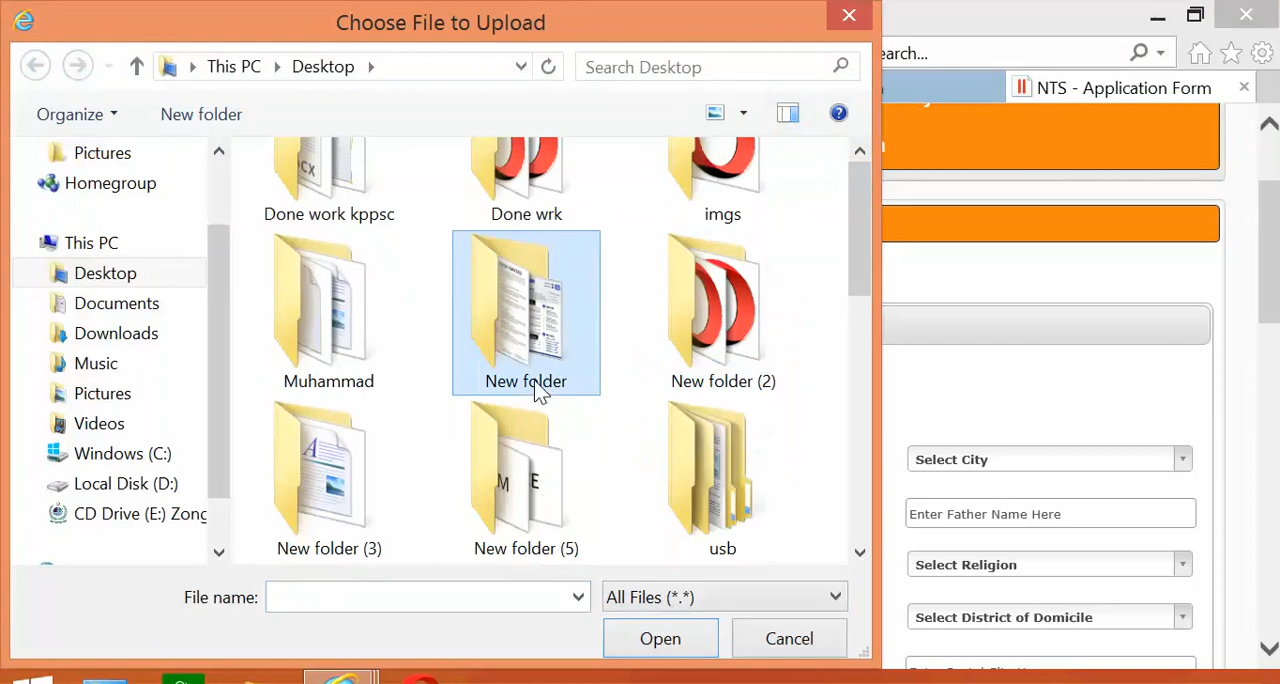 Choose File to Upload
This PC
Desktop
Search Desktop
earch...
NTS - Application Form
Organize
New folder
Pictures
Homegroup
This PC
Desktop
Documents
Downloads
Music
Pictures
Videos
Windows (C:)
Local Disk (D:)
CD Drive (E:) Zong
DOCX
Done work kppsc
Done wrk
imgs
Muhammad
New folder
New folder (2)
A
M
E
New folder (3)
New folder (5)
usb
File name:
All Files (*.*)
Open
Cancel
Select City
Enter Father Name Here
Select Religion
Select District of Domicile